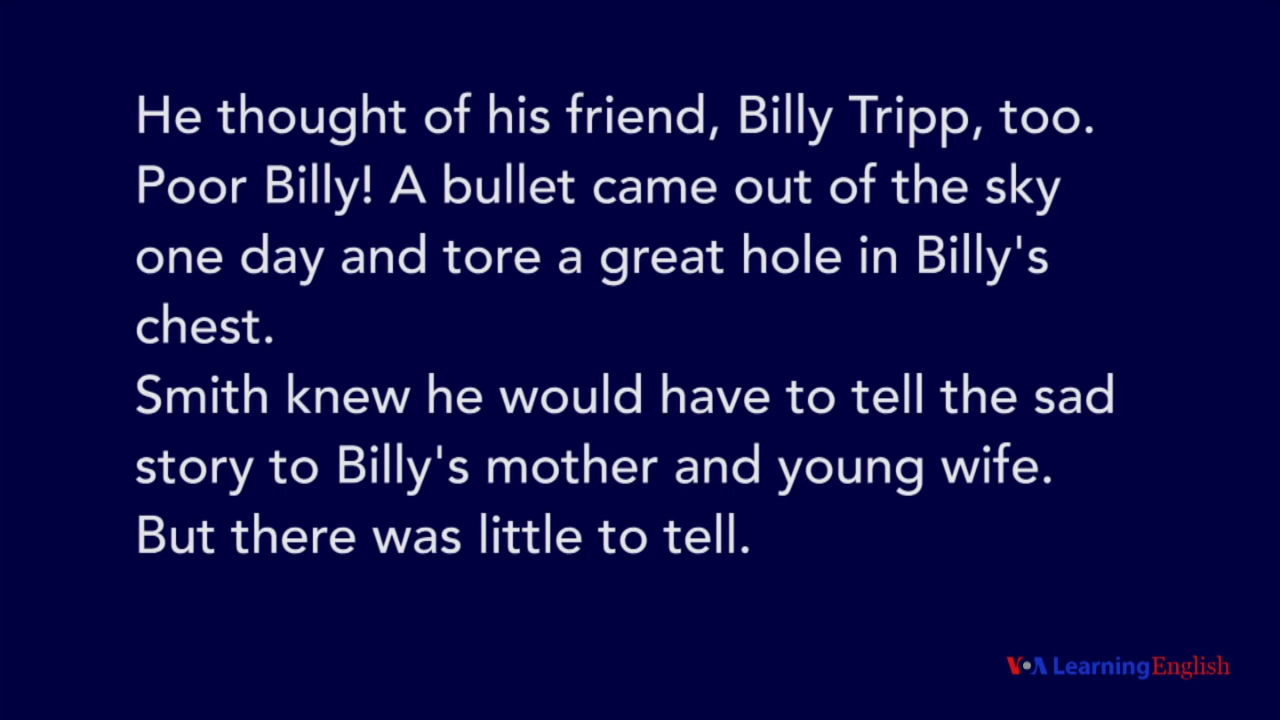 He thought of his friend, Billy Tripp, too.
Poor Billy! A bullet came out of the sky
one day and tore a great hole in Billy's
chest.
Smith knew he would have to tell the sad
story to Billy's mother and young wife.
But there was little to tell.
VOA Learning English